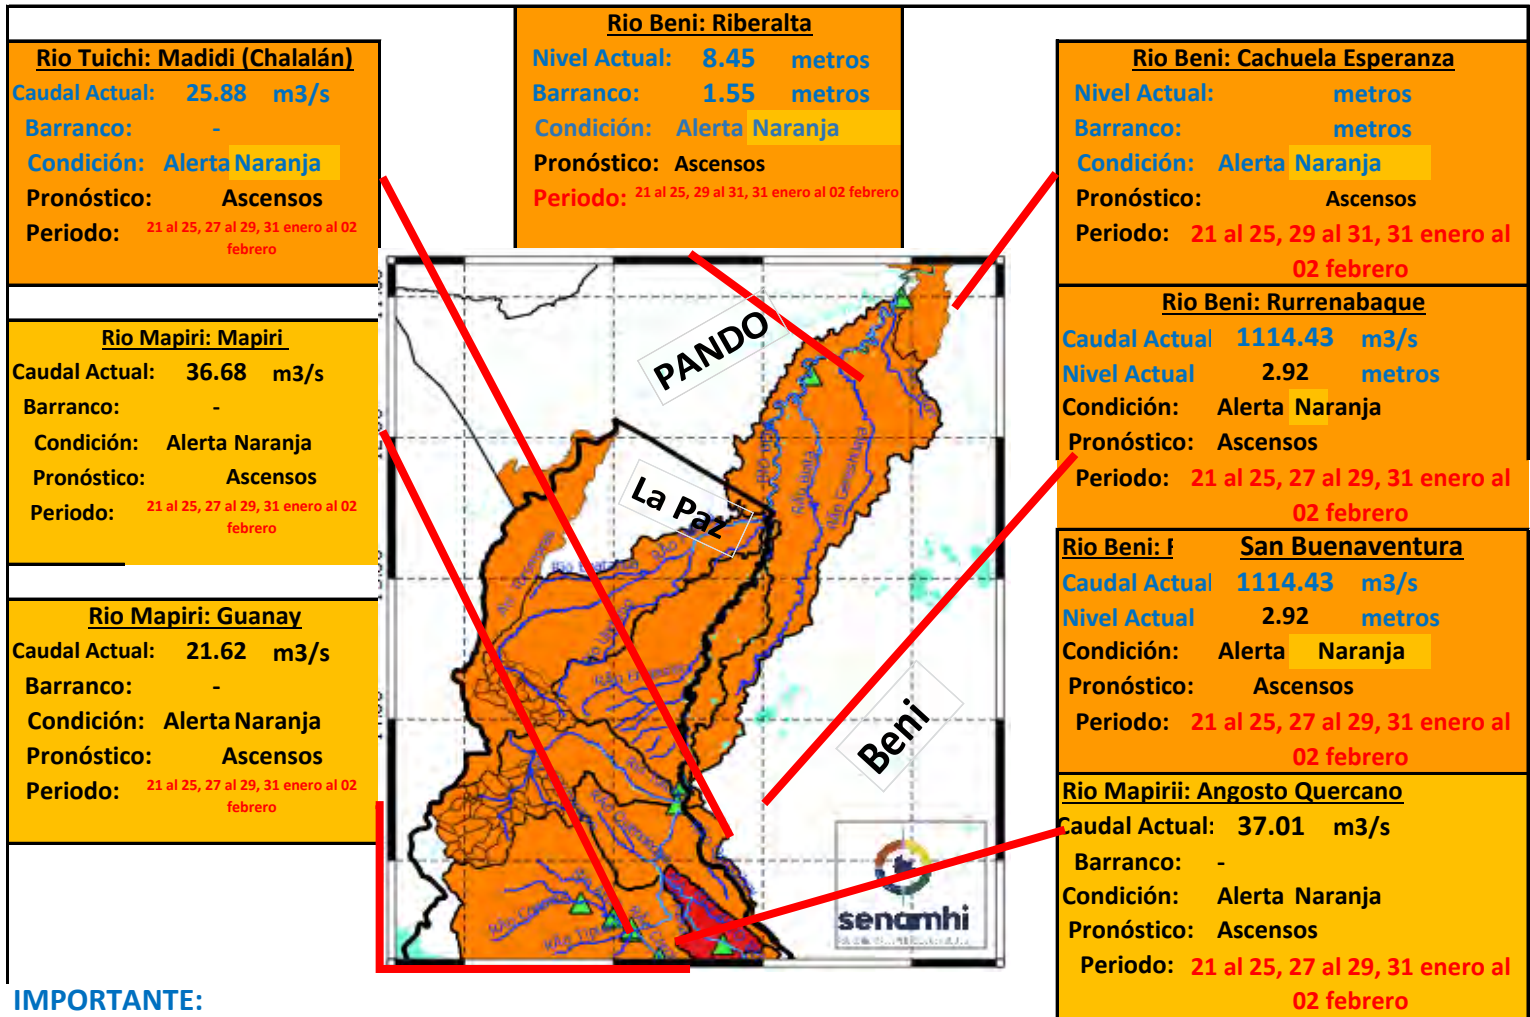 Rio Tuichi: Madidi (Chalalán)
Caudal Actual: 25.88 m3/s
Barranco: -
Condición: Alerta Naranja
Pronóstico: Ascensos
Periodo: 21 al 25, 27 al 29, 31 enero al 02
febrero
Rio Mapiri: Mapiri
Caudal Actual: 36.68 m3/s
Barranco: -
Condición: Alerta Naranja
Pronóstico: Ascensos
Periodo: 21 al 25, 27 al 29, 31 enero al 02
febrero
Rio Mapiri: Guanay
Caudal Actual: 21.62 m3/s
Barranco: -
Condición: Alerta Naranja
Pronóstico: Ascensos
Periodo: 21 al 25, 27 al 29, 31 enero al 02
febrero
Rio Beni: Riberalta
Nivel Actual: 8.45 metros
Barranco: 1.55 metros
Condición: Alerta Naranja
Pronóstico: Ascensos
Periodo: 21 al 25, 29 al 31, 31 enero al 02 febrero
PANDO
La Paz
Beni
senamhi
Rio Beni: Cachuela Esperanza
Nivel Actual: metros
Barranco: metros
Condición: Alerta Naranja
Pronóstico: Ascensos
Periodo: 21 al 25, 29 al 31, 31 enero al
02 febrero
Rio Beni: Rurrenabaque
Caudal Actual 1114.43 m3/s
Nivel Actual 2.92 metros
Condición: Alerta Naranja
Pronóstico: Ascensos
Periodo: 21 al 25, 27 al 29, 31 enero al
02 febrero
Rio Beni: San Buenaventura
Caudal Actual 1114.43 m3/s
Nivel Actual 2.92 metros
Condición: Alerta Naranja
Pronóstico: Ascensos
Periodo: 21 al 25, 27 al 29, 31 enero al
02 febrero
Rio Mapirii: Angosto Quercano
Caudal Actual: 37.01 m3/s
Barranco: -
Condición: Alerta Naranja
Pronóstico: Ascensos
Periodo: 21 al 25, 27 al 29, 31 enero al
02 febrero
IMPORTANTE: